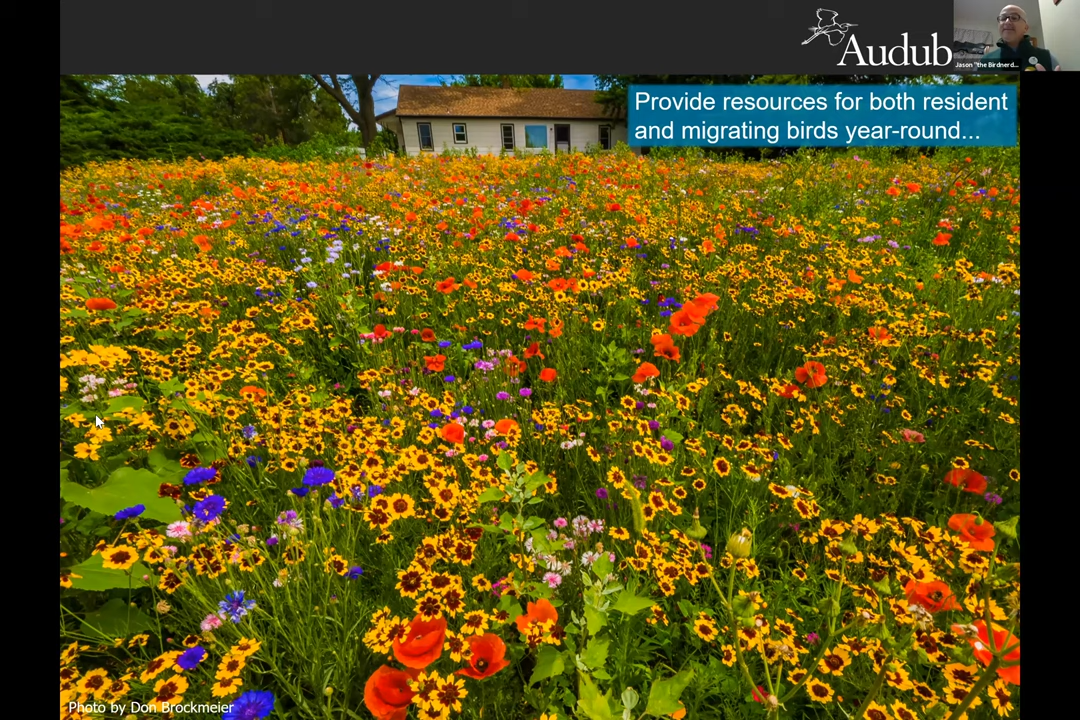 Audub
Jason "the Birdnerd...
Provide resources for both resident
and migrating birds year-round...
Photo by Don Brockmeier